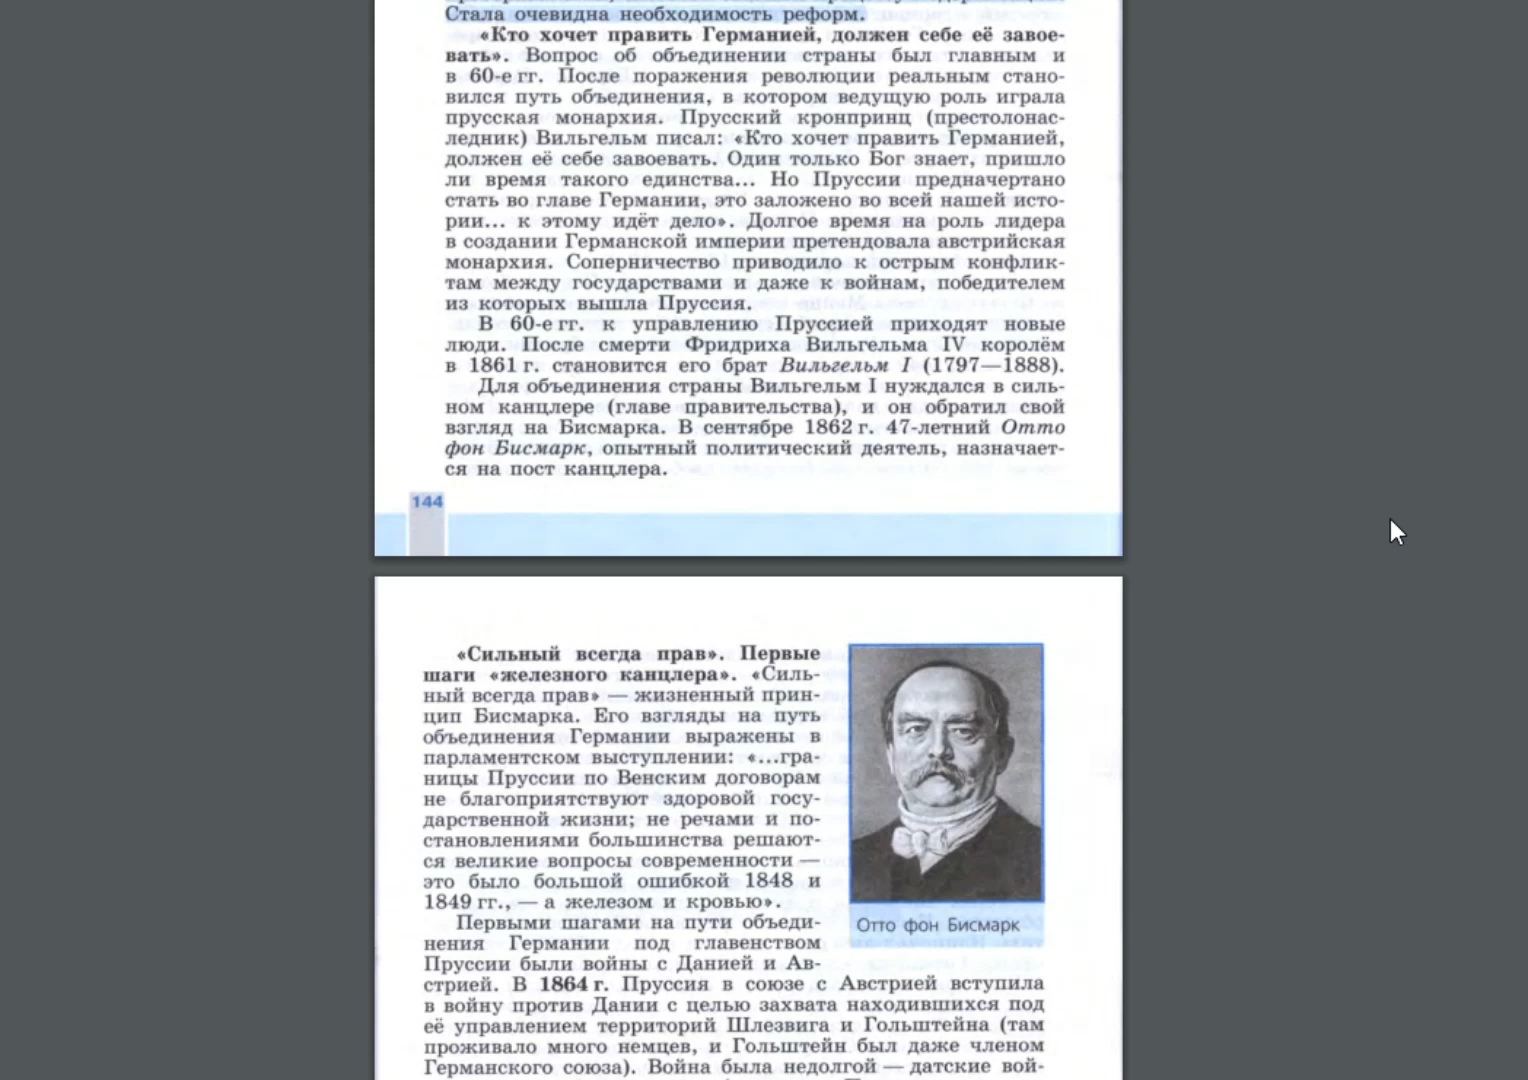 Стала очевидна необходимость реформ.
«Кто хочет править Германией, должен себе её завое-
вать». Вопрос об объединении страны был главным и
в 60-е гг. После поражения революции реальным стано-
вился путь объединения, в котором ведущую роль играла
прусская монархия. Прусский кронпринц (престолонас-
ледник) Вильгельм писал: «Кто хочет править Германией,
должен её себе завоевать. Один только Бог знает, пришло
ли время такого единства... Но Пруссии предначертано
стать во главе Германии, это заложено во всей нашей исто-
рии... к этому идёт дело». Долгое время на роль лидера
в создании Германской империи претендовала австрийская
монархия. Соперничество приводило к острым конфлик-
там между государствами и даже к войнам, победителем
из которых вышла Пруссия.
В 60-е гг. к управлению Пруссией приходят новые
люди. После смерти Фридриха Вильгельма IV королём
в 1861 г. становится его брат Вильгельм I (1797—1888).
Для объединения страны Вильгельм I нуждался в силь-
ном канцлере (главе правительства), и он обратил свой
взгляд на Бисмарка. В сентябре 1862 г. 47-летний Отто
фон Бисмарк, опытный политический деятель, назначает-
ся на пост канцлера.
144
«Сильный всегда прав». Первые
шаги «железного канцлера». «Силь-
ный всегда прав» — жизненный прин-
цип Бисмарка. Его взгляды на путь
объединения Германии выражены в
парламентском выступлении: «...гра-
ницы Пруссии по Венским договорам
не благоприятствуют здоровой госу-
дарственной жизни; не речами и по-
становлениями большинства решают-
ся великие вопросы современности —
это было большой ошибкой 1848 и
1849 гг., — а железом и кровью».
Первыми шагами на пути объеди-
нения Германии под главенством
Пруссии были войны с Данией и Ав-
стрией. В 1864 г. Пруссия в союзе с Австрией вступила
в войну против Дании с целью захвата находившихся под
её управлением территорий Шлезвига и Гольштейна (там
проживало много немцев, и Гольштейн был даже членом
Германского союза). Война была недолгой — датские вой-
Отто фон Бисмарк